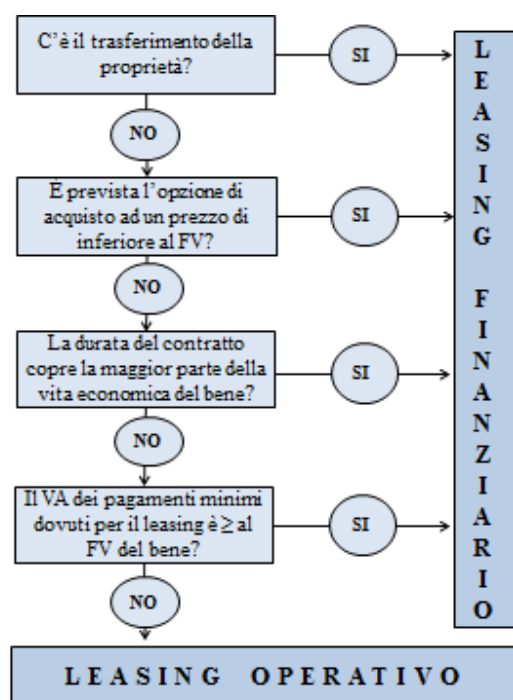 C'è il trasferimento della
proprietà?
SI
NO
È prevista l'opzione di
acquisto ad un prezzo di
inferiore al FV?
SI
NO
La durata del contratto
copre la maggior parte della
vita economica del bene?
SI
NO
Il VA dei pagamenti minimi
dovuti per il leasing è ≥ al
FV del bene?
SI
NO
LEASING FINANZIARIO
LEASING OPERATIVO